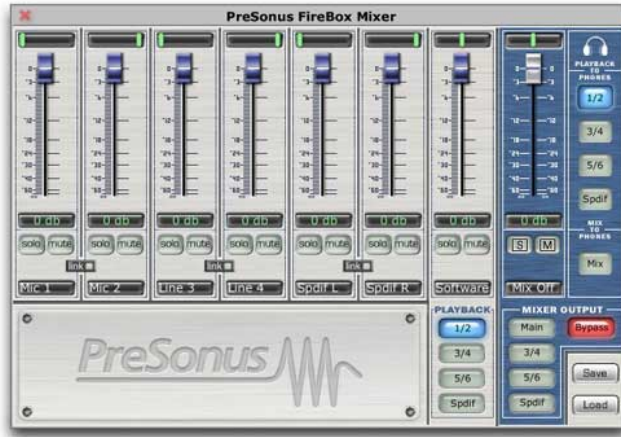 PreSonus FireBox Mixer
0 db 0 db 0 db 0 db 0 db 0 db 0 db 0 db
solo mute solo mute solo mute solo mute solo mute solo mute solo mute S M
link link link
Mic 1 Mic 2 Line 3 Line 4 Spdif L Spdif R Software Mix Off
PLAYBACK
TO
PHONES
1/2
3/4
5/6
Spdif
MIX
TO
PHONES
Mix
PreSonus
PLAYBACK
1/2
3/4
5/6
Spdif
MIXER OUTPUT
Main Bypass
3/4
5/6
Spdif
Save
Load